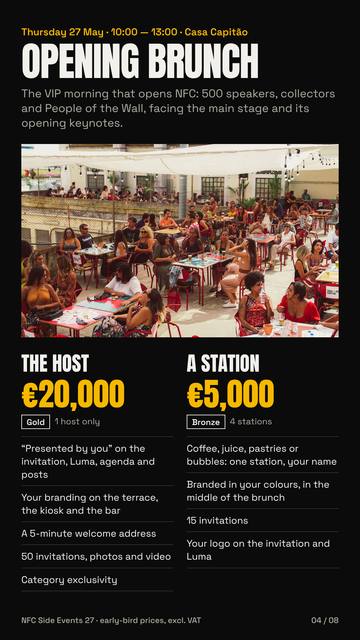 Thursday 27 May · 10:00 — 13:00 · Casa Capitão
OPENING BRUNCH
The VIP morning that opens NFC: 500 speakers, collectors
and People of the Wall, facing the main stage and its
opening keynotes.
THE HOST
€20,000
Gold 1 host only
“Presented by you” on the
invitation, Luma, agenda and
posts
Your branding on the terrace,
the kiosk and the bar
A 5-minute welcome address
50 invitations, photos and video
Category exclusivity
A STATION
€5,000
Bronze 4 stations
Coffee, juice, pastries or
bubbles: one station, your name
Branded in your colours, in the
middle of the brunch
15 invitations
Your logo on the invitation and
Luma
NFC Side Events 27 · early-bird prices, excl. VAT
04 / 08